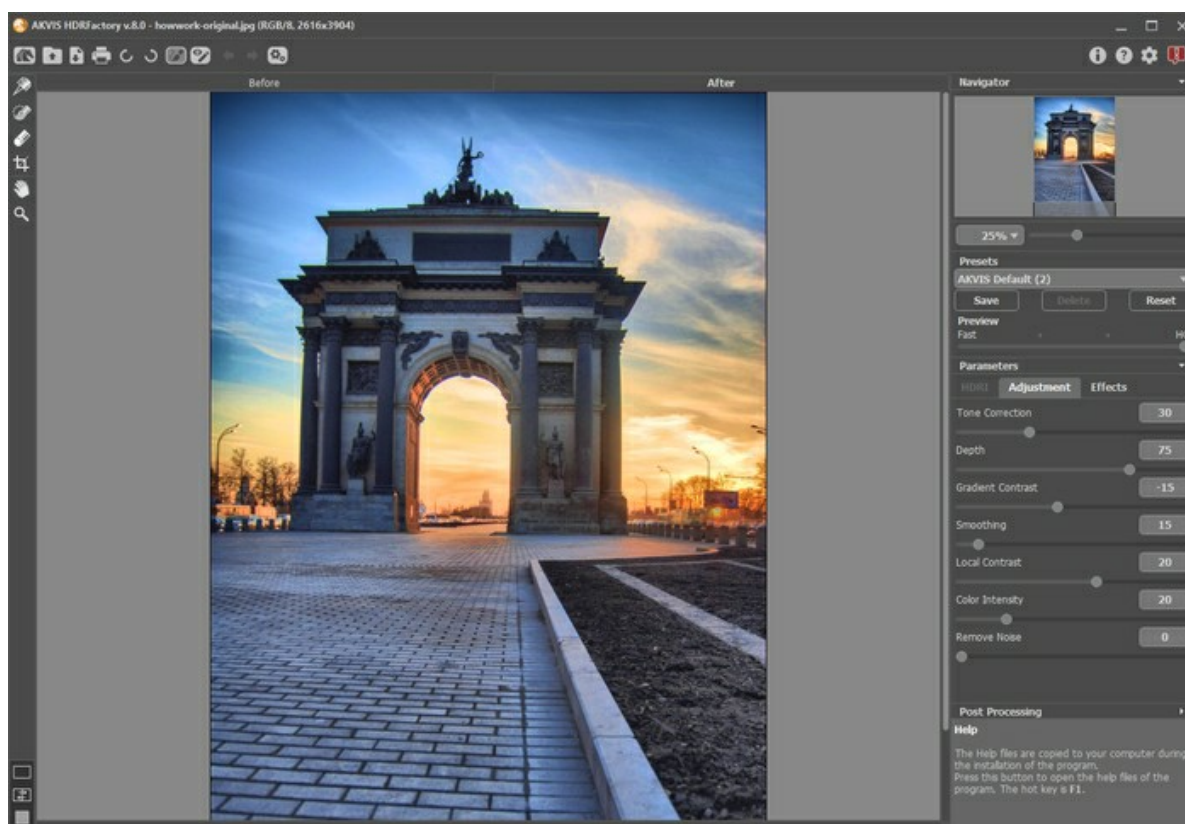 AKVIS HDRFactory v.8.0 - howwork-original.jpg (RGB/8, 2616x3904)
Before
After
Navigator
25%
Presets
AKVIS Default (2)
Save Delete Reset
Preview
Fast
Parameters
HDRI Adjustment Effects
Tone Correction 30
Depth 75
Gradient Contrast -15
Smoothing 15
Local Contrast 20
Color Intensity 20
Remove Noise 0
Post Processing
Help
The Help files are copied to your computer during
the installation of the program.
Press this button to open the help files of the
program. The hot key is F1.